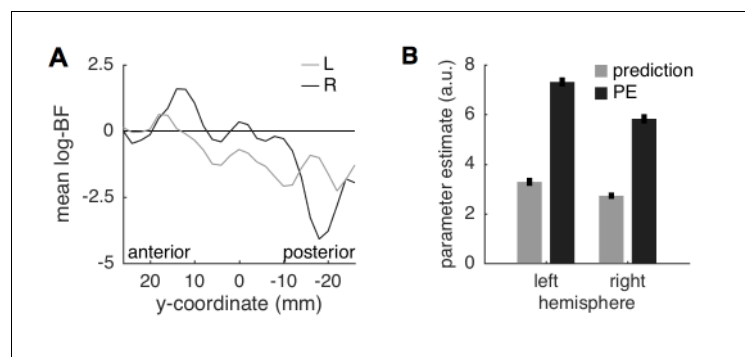 A
2.5
0
-2.5
-5
mean log-BF
L
R
anterior
posterior
20
10
0
-10
-20
y-coordinate (mm)
B
8
6
4
2
0
parameter estimate (a.u.)
prediction
PE
left
right
hemisphere